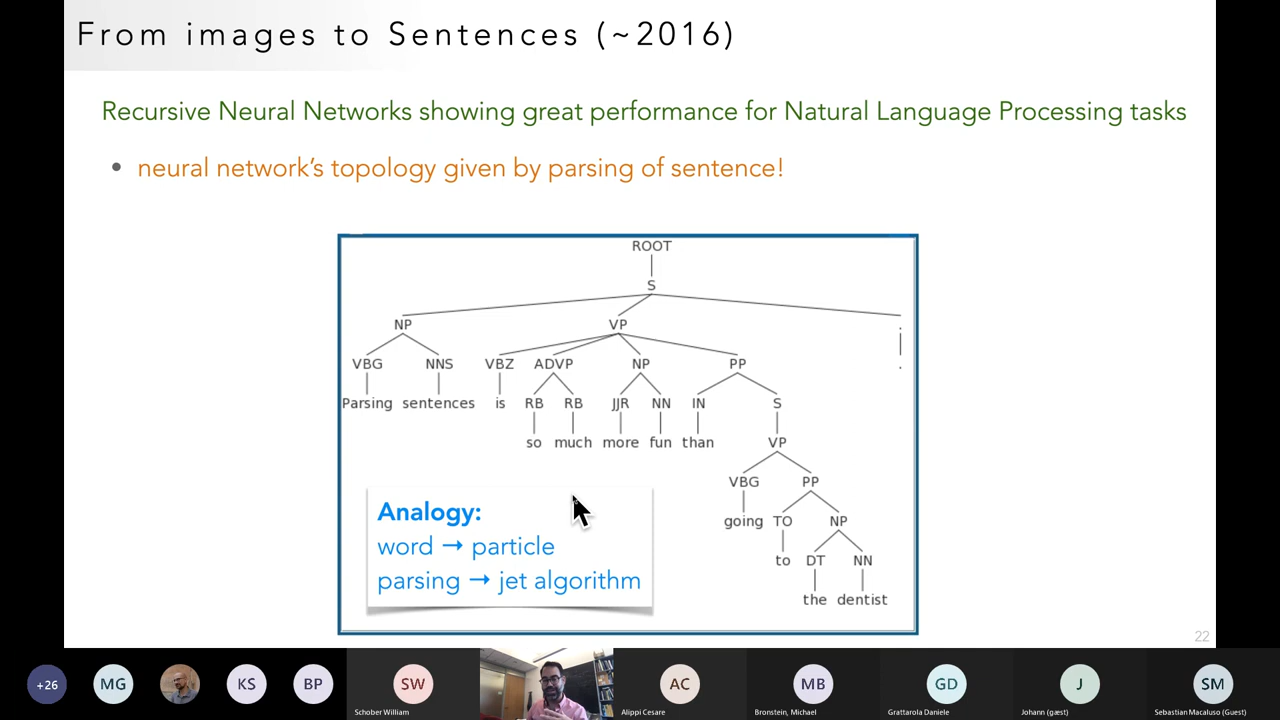 From images to Sentences (~2016)
Recursive Neural Networks showing great performance for Natural Language Processing tasks
• neural network's topology given by parsing of sentence!
ROOT
S
NP VP .
VBG NNS VBZ ADVP NP PP .
Parsing sentences is RB RB JJR NN IN S
so much more fun than VP
VBG PP
going TO NP
to DT NN
the dentist
Analogy:
word → particle
parsing → jet algorithm
22
+26 MG KS BP SW AC MB GD J SM
Schober William Alippi Cesare Bronstein, Michael Grattarola Daniele Johann (gæst) Sebastian Macaluso (Guest)